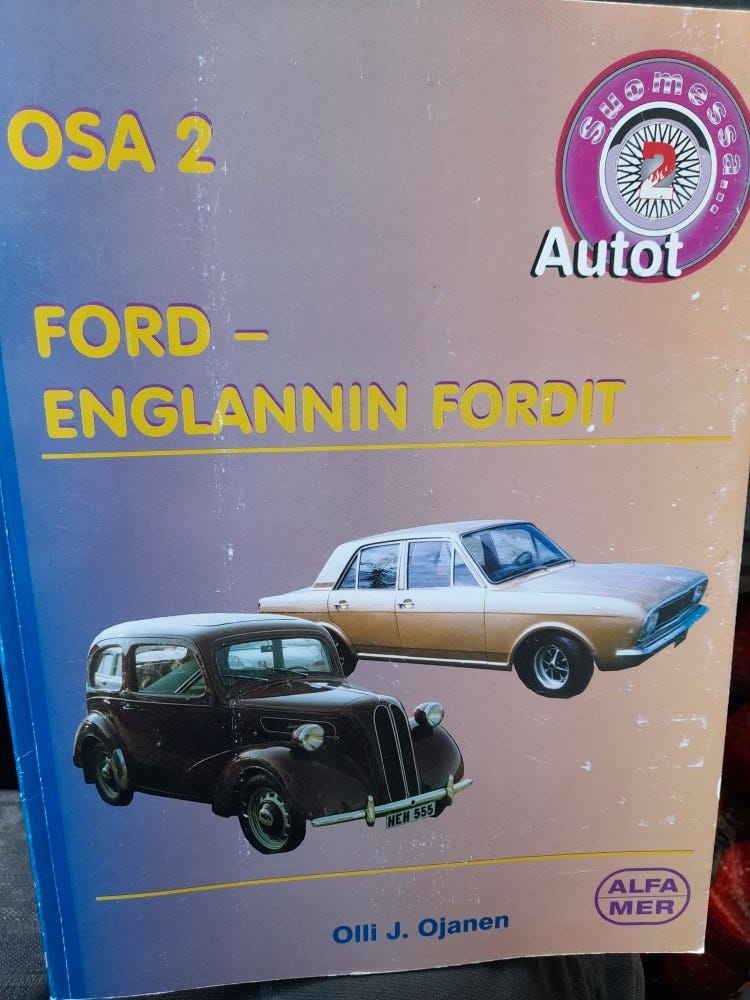 OSA 2
Suomessa...
2
Autot
FORD –
ENGLANNIN FORDIT
HEH 555
ALFA
MER
Olli J. Ojanen